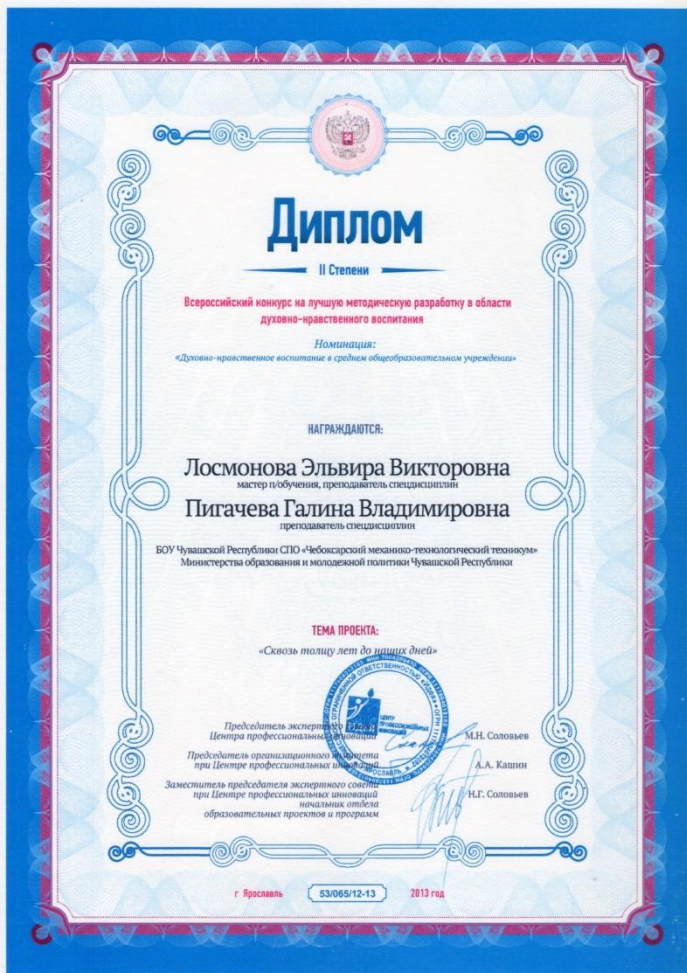 Диплом
II Степени
Всероссийский конкурс на лучшую методическую разработку в области
духовно-нравственного воспитания
Номинация:
«Духовно-нравственное воспитание в среднем общеобразовательном учреждении»
НАГРАЖДАЮТСЯ:
Лосмонова Эльвира Викторовна
мастер п/обучения, преподаватель спецдисциплин
Пигачева Галина Владимировна
преподаватель спецдисциплин
БОУ Чувашской Республики СПО «Чебоксарский механико-технологический техникум»
Министерства образования и молодежной политики Чувашской Республики
ТЕМА ПРОЕКТА:
«Сквозь толщу лет до наших дней»
ЦЕНТР
ПРОФЕССИОНАЛЬНЫХ
ИННОВАЦИЙ
Председатель экспертного
Центра профессиональных инноваций
М.Н. Соловьев
Председатель организационного комитета
при Центре профессиональных инноваций
А.А. Кашин
Заместитель председателя экспертного совета
при Центре профессиональных инноваций
начальник отдела
образовательных проектов и программ
Н.Г. Соловьев
г Ярославль 53/065/12-13 2013 год